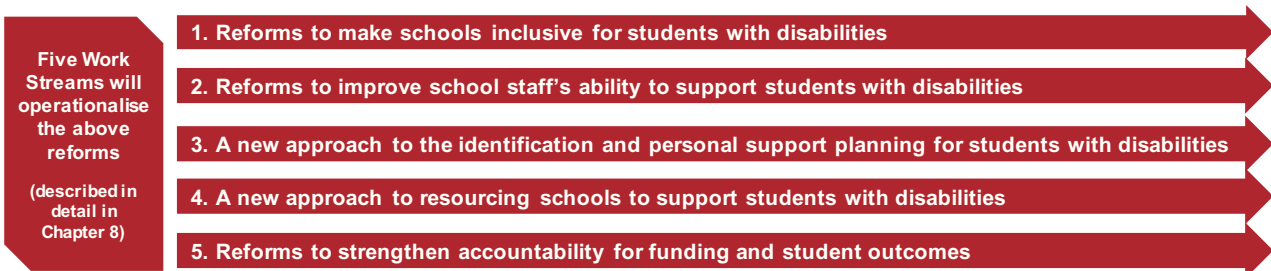 Five Work
Streams will
operationalise
the above
reforms
(described in
detail in
Chapter 8)
1. Reforms to make schools inclusive for students with disabilities
2. Reforms to improve school staff's ability to support students with disabilities
3. A new approach to the identification and personal support planning for students with disabilities
4. A new approach to resourcing schools to support students with disabilities
5. Reforms to strengthen accountability for funding and student outcomes